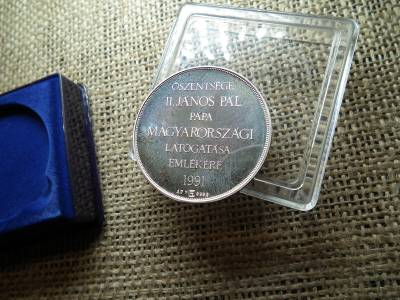 ŐSZENTSÉGE
II. JÁNOS PÁL
PÁPA
MAGYARORSZÁGI
LÁTOGATÁSA
EMLÉKÉRE
1991